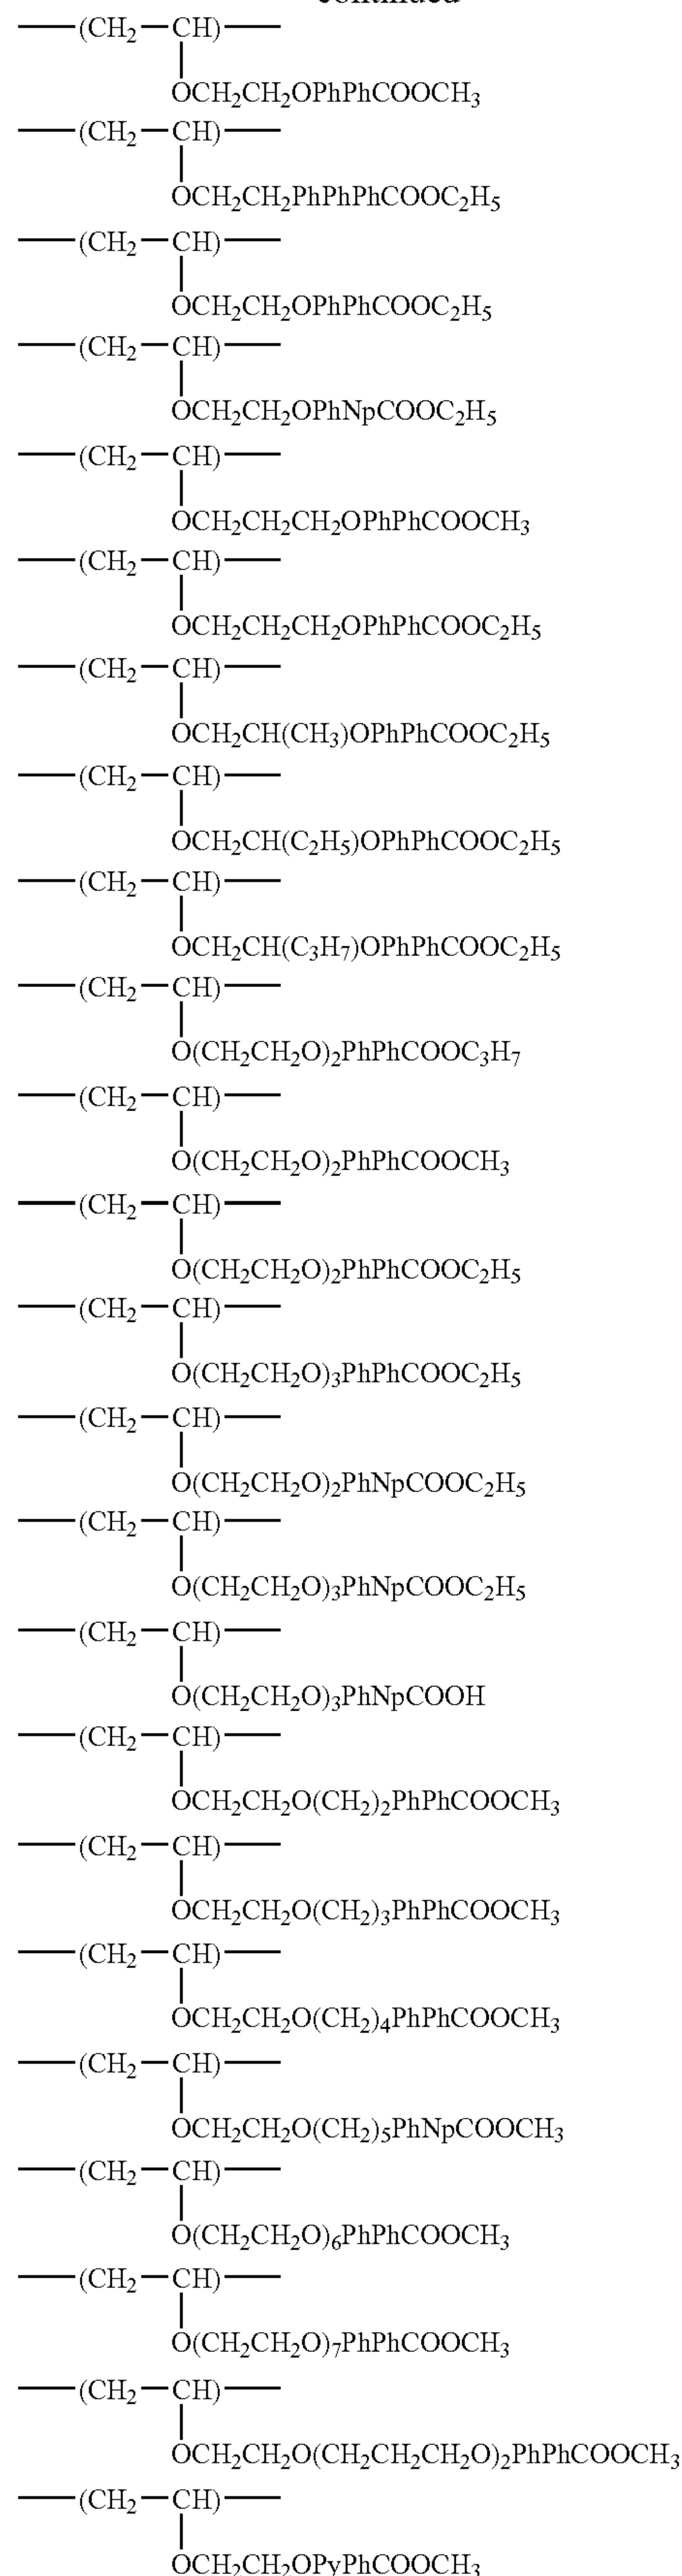 -continued
—(CH₂—CH)—
OCH₂CH₂OPhPhCOOCH₃
—(CH₂—CH)—
OCH₂CH₂PhPhPhCOOC₂H₅
—(CH₂—CH)—
OCH₂CH₂OPhPhCOOC₂H₅
—(CH₂—CH)—
OCH₂CH₂OPhNpCOOC₂H₅
—(CH₂—CH)—
OCH₂CH₂CH₂OPhPhCOOCH₃
—(CH₂—CH)—
OCH₂CH₂CH₂OPhPhCOOC₂H₅
—(CH₂—CH)—
OCH₂CH(CH₃)OPhPhCOOC₂H₅
—(CH₂—CH)—
OCH₂CH(C₂H₅)OPhPhCOOC₂H₅
—(CH₂—CH)—
OCH₂CH(C₃H₇)OPhPhCOOC₂H₅
—(CH₂—CH)—
O(CH₂CH₂O)₂PhPhCOOC₃H₇
—(CH₂—CH)—
O(CH₂CH₂O)₂PhPhCOOCH₃
—(CH₂—CH)—
O(CH₂CH₂O)₂PhPhCOOC₂H₅
—(CH₂—CH)—
O(CH₂CH₂O)₃PhPhCOOC₂H₅
—(CH₂—CH)—
O(CH₂CH₂O)₂PhNpCOOC₂H₅
—(CH₂—CH)—
O(CH₂CH₂O)₃PhNpCOOC₂H₅
—(CH₂—CH)—
O(CH₂CH₂O)₃PhNpCOOH
—(CH₂—CH)—
OCH₂CH₂O(CH₂)₂PhPhCOOCH₃
—(CH₂—CH)—
OCH₂CH₂O(CH₂)₃PhPhCOOCH₃
—(CH₂—CH)—
OCH₂CH₂O(CH₂)₄PhPhCOOCH₃
—(CH₂—CH)—
OCH₂CH₂O(CH₂)₅PhNpCOOCH₃
—(CH₂—CH)—
O(CH₂CH₂O)₆PhPhCOOCH₃
—(CH₂—CH)—
O(CH₂CH₂O)₇PhPhCOOCH₃
—(CH₂—CH)—
OCH₂CH₂O(CH₂CH₂CH₂O)₂PhPhCOOCH₃
—(CH₂—CH)—
OCH₂CH₂OPyPhCOOCH₃